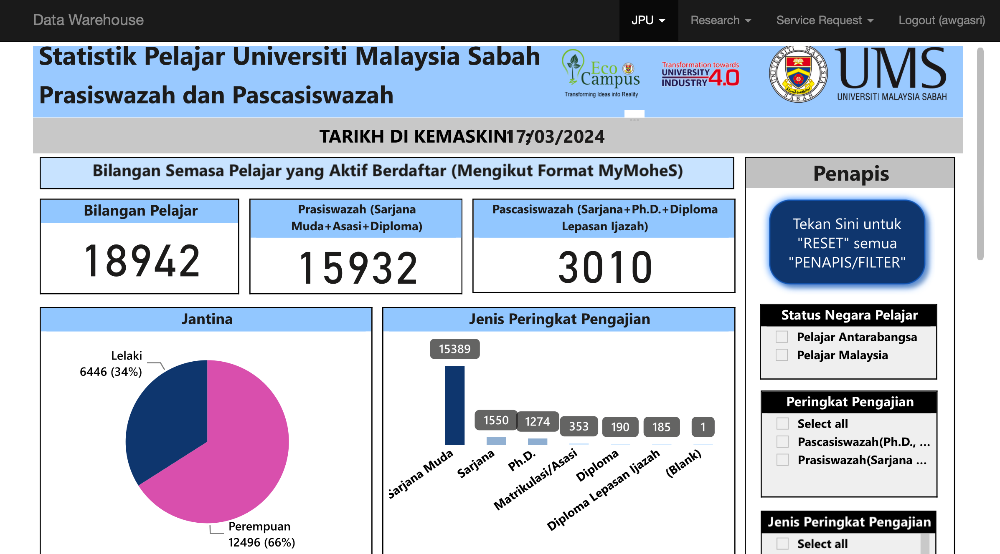 Data Warehouse
JPU
Research
Service Request
Logout (awgasri)
Statistik Pelajar Universiti Malaysia Sabah
Prasiswazah dan Pascasiswazah
Eco
Campus
Transforming Ideas into Reality
Transformation towards
UNIVERSITY
INDUSTRY 4.0
UNIVERSITI MALAYSIA
SABAH
UMS
UNIVERSITI MALAYSIA SABAH
TARIKH DI KEMASKINI : 17/03/2024
Bilangan Semasa Pelajar yang Aktif Berdaftar (Mengikut Format MyMoheS)
Bilangan Pelajar
18942
Prasiswazah (Sarjana
Muda+Asasi+Diploma)
15932
Pascasiswazah (Sarjana+Ph.D.+Diploma
Lepasan Ijazah)
3010
Jantina
Lelaki
6446 (34%)
Perempuan
12496 (66%)
Jenis Peringkat Pengajian
15389
1550
1274
353
190
185
1
Sarjana Muda
Sarjana
Ph.D.
Matrikulasi/Asasi
Diploma
Diploma Lepasan Ijazah
(Blank)
Penapis
Tekan Sini untuk
"RESET" semua
"PENAPIS/FILTER"
Status Negara Pelajar
Pelajar Antarabangsa
Pelajar Malaysia
Peringkat Pengajian
Select all
Pascasiswazah(Ph.D., ...
Prasiswazah(Sarjana ...
Jenis Peringkat Pengajian
Select all